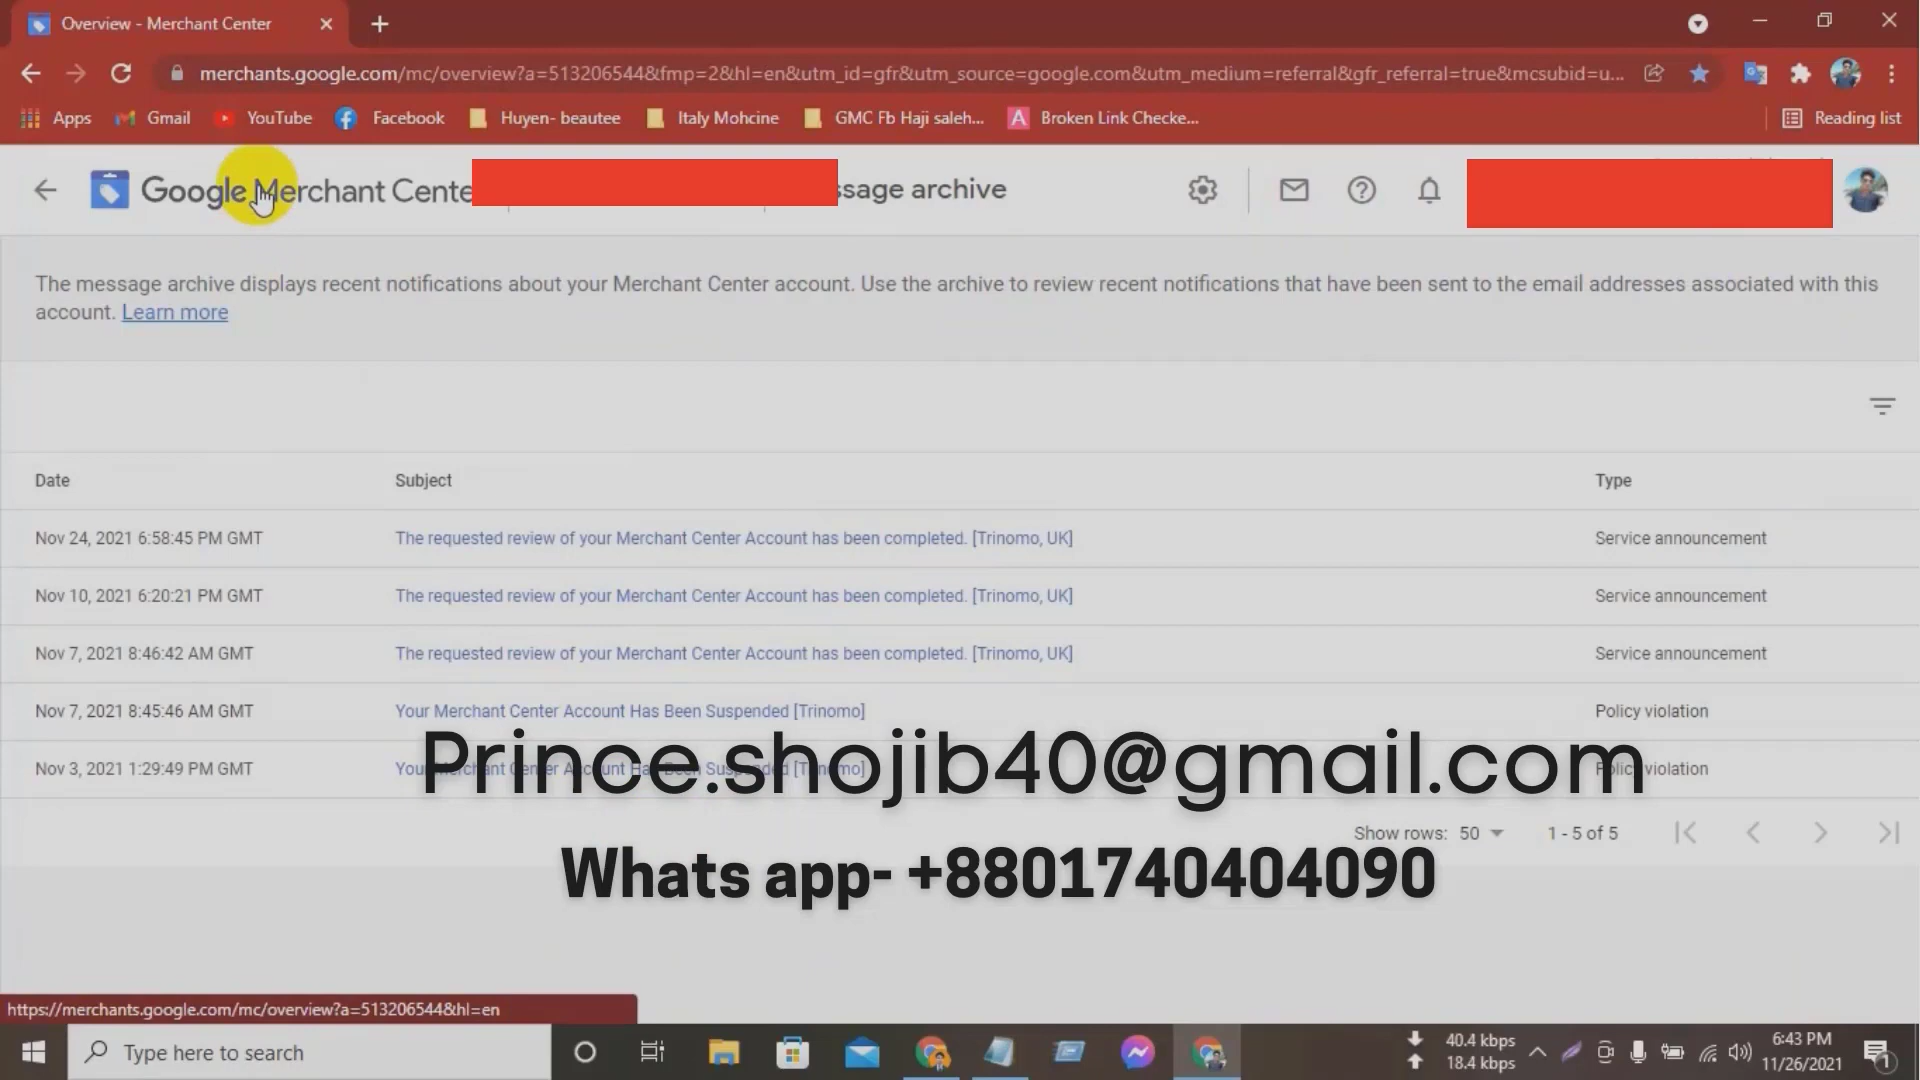 Overview - Merchant Center
merchants.google.com/mc/overview?a=513206544&fmp=2&hl=en&utm_id=gfr&utm_source=google.com&utm_medium=referral&gfr_referral=true&mcsubid=u...
Apps Gmail YouTube Facebook Huyen- beautee Italy Mohcine GMC Fb Haji saleh... A Broken Link Checke... Reading list
Google Merchant Cente ssage archive
The message archive displays recent notifications about your Merchant Center account. Use the archive to review recent notifications that have been sent to the email addresses associated with this
account. Learn more
Date Subject Type
Nov 24, 2021 6:58:45 PM GMT The requested review of your Merchant Center Account has been completed. [Trinomo, UK] Service announcement
Nov 10, 2021 6:20:21 PM GMT The requested review of your Merchant Center Account has been completed. [Trinomo, UK] Service announcement
Nov 7, 2021 8:46:42 AM GMT The requested review of your Merchant Center Account has been completed. [Trinomo, UK] Service announcement
Nov 7, 2021 8:45:46 AM GMT Your Merchant Center Account Has Been Suspended [Trinomo] Policy violation
Nov 3, 2021 1:29:49 PM GMT Your Merchant Center Account Has Been Suspended [Trinomo] Policy violation
Prince.shojib40@gmail.com
Show rows: 50 1 - 5 of 5
Whats app- +8801740404090
https://merchants.google.com/mc/overview?a=513206544&hl=en
Type here to search
40.4 kbps
18.4 kbps
6:43 PM
11/26/2021
1